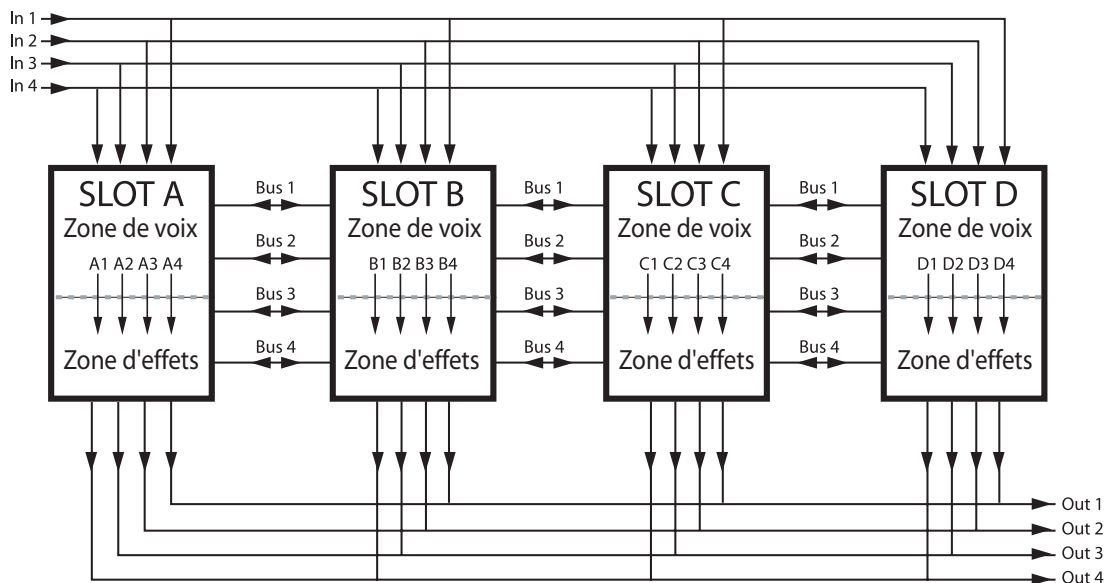 In 1
In 2
In 3
In 4
SLOT A SLOT B SLOT C SLOT D
Zone de voix Zone de voix Zone de voix Zone de voix
Bus 1 Bus 1 Bus 1
Bus 2 Bus 2 Bus 2
A1 A2 A3 A4 B1 B2 B3 B4 C1 C2 C3 C4 D1 D2 D3 D4
Bus 3 Bus 3 Bus 3
Bus 4 Bus 4 Bus 4
Zone d'effets Zone d'effets Zone d'effets Zone d'effets
Out 1
Out 2
Out 3
Out 4